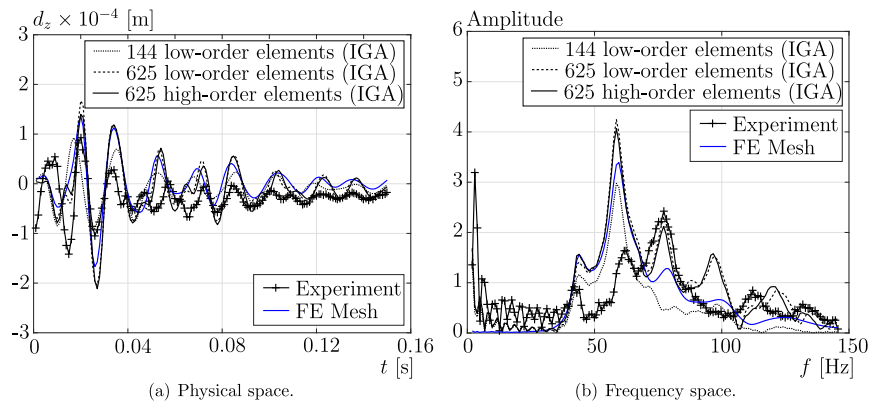 d_z × 10⁻⁴ [m]
3
2
1
0
-1
-2
-3
144 low-order elements (IGA)
625 low-order elements (IGA)
625 high-order elements (IGA)
Experiment
FE Mesh
0 0.04 0.08 0.12 0.16
t [s]
(a) Physical space.
Amplitude
6
5
4
3
2
1
0
144 low-order elements (IGA)
625 low-order elements (IGA)
625 high-order elements (IGA)
Experiment
FE Mesh
0 50 100 150
f [Hz]
(b) Frequency space.